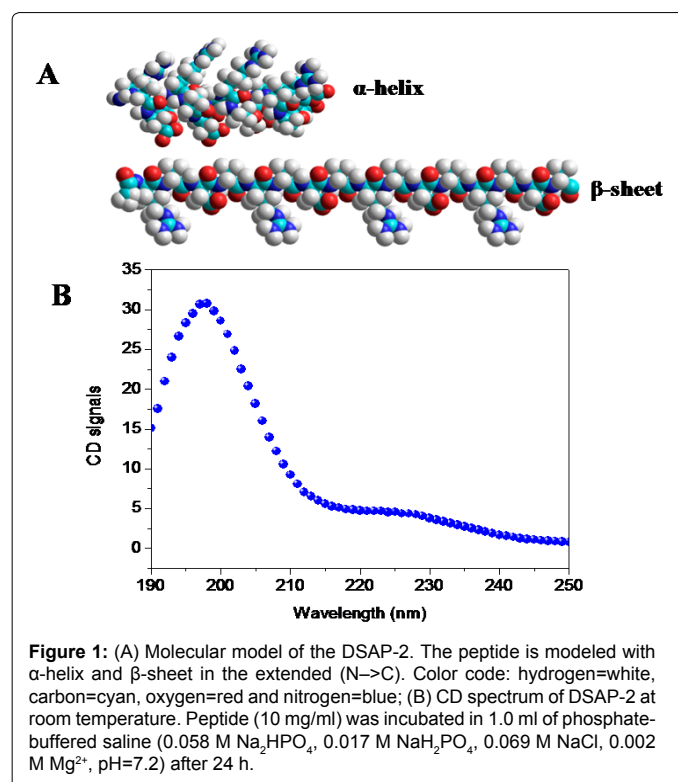 A
α-helix
β-sheet
B
35
30
25
20
15
10
5
0
CD signals
190 200 210 220 230 240 250
Wavelength (nm)
Figure 1: (A) Molecular model of the DSAP-2. The peptide is modeled with
α-helix and β-sheet in the extended (N–>C). Color code: hydrogen=white,
carbon=cyan, oxygen=red and nitrogen=blue; (B) CD spectrum of DSAP-2 at
room temperature. Peptide (10 mg/ml) was incubated in 1.0 ml of phosphate-
buffered saline (0.058 M Na₂HPO₄, 0.017 M NaH₂PO₄, 0.069 M NaCl, 0.002
M Mg²⁺, pH=7.2) after 24 h.